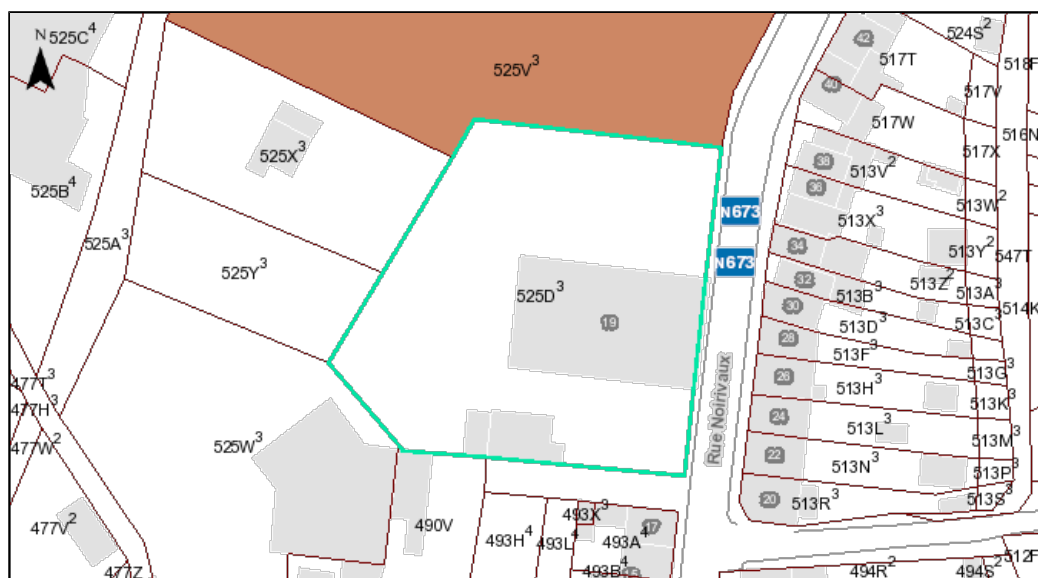 N
525C⁴
42
517T
524S²
518F
525V³
40
517V
517W
516N
525X³
517X
38
513V²
525B⁴
36
513W²
N673
513X³
525A³
34
513Y²
547T
N673
525Y³
32
513Z²
513A³
525D³
513B³
514K
30
19
513D³
513C³
28
513F³
513G³
477T³
26
513H³
513K³
477H³
Rue Noirivaux
24
513L³
513M³
477W²
525W³
22
513N³
513P³
20
513R³
513S³
477V²
490V
493X³
17
493H⁴
493L⁴
493A⁴
512F
477Z
493B⁴
15
494R²
494S²